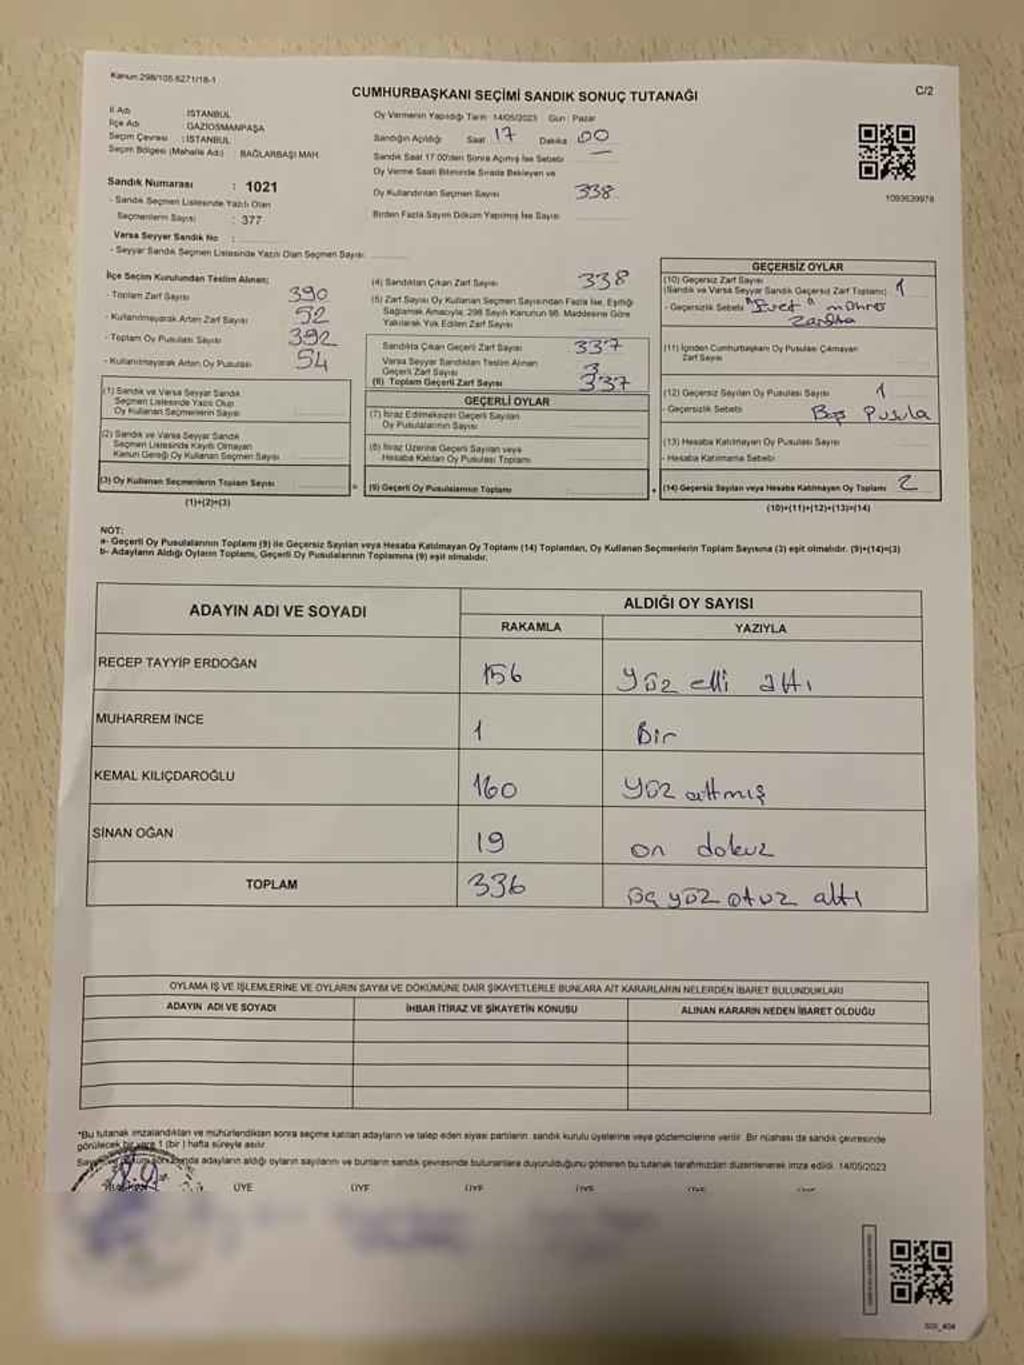 Kanun:298/105.6271/18-1
CUMHURBAŞKANI SEÇİMİ SANDIK SONUÇ TUTANAĞI
C/2
İl Adı : İSTANBUL
İlçe Adı : GAZİOSMANPAŞA
Seçim Çevresi : İSTANBUL
Seçim Bölgesi (Mahalle Adı) : BAĞLARBAŞI MAH.
Sandık Numarası : 1021
- Sandık Seçmen Listesinde Yazılı Olan
Seçmenlerin Sayısı : 377
Varsa Seyyar Sandık No :
- Seyyar Sandık Seçmen Listesinde Yazılı Olan Seçmen Sayısı:
Oy Vermenin Yapıldığı Tarih: 14/05/2023 Gün: Pazar
Sandığın Açıldığı: Saat 17 Dakika 00
Sandık Saat 17.00'den Sonra Açılmış İse Sebebi
Oy Verme Saati Bitiminde Sırada Bekleyen ve
Oy Kullandırılan Seçmen Sayısı 338
Birden Fazla Sayım Döküm Yapılmış İse Sayısı
1093639978
İlçe Seçim Kurulundan Teslim Alınan;
- Toplam Zarf Sayısı 390
- Kullanılmayarak Artan Zarf Sayısı 52
- Toplam Oy Pusulası Sayısı 392
- Kullanılmayarak Artan Oy Pusulası 54
(1) Sandık ve Varsa Seyyar Sandık
Seçmen Listesinde Yazılı Olup
Oy Kullanan Seçmenlerin Sayısı
(2) Sandık ve Varsa Seyyar Sandık
Seçmen Listesinde Kayıtlı Olmayan
Kanun Gereği Oy Kullanan Seçmen Sayısı
(3) Oy Kullanan Seçmenlerin Toplam Sayısı
(1)+(2)=(3)
(4) Sandıktan Çıkan Zarf Sayısı 338
(5) Zarf Sayısı Oy Kullanan Seçmen Sayısından Fazla İse, Eşitliği
Sağlamak Amacıyla; 298 Sayılı Kanunun 98. Maddesine Göre
Yakılarak Yok Edilen Zarf Sayısı
Sandıkta Çıkan Geçerli Zarf Sayısı 337
Varsa Seyyar Sandıktan Teslim Alınan
Geçerli Zarf Sayısı
(6) Toplam Geçerli Zarf Sayısı 337
GEÇERLİ OYLAR
(7) İtiraz Edilmeksizin Geçerli Sayılan
Oy Pusulalarının Sayısı
(8) İtiraz Üzerine Geçerli Sayılan veya
Hesaba Katılan Oy Pusulası Toplamı
(9) Geçerli Oy Pusulalarının Toplamı
GEÇERSİZ OYLAR
(10) Geçersiz Zarf Sayısı
(Sandık ve Varsa Seyyar Sandık Geçersiz Zarf Toplamı) 1
- Geçersizlik Sebebi "Evet" mührü
Zarfta
(11) İçinden Cumhurbaşkanı Oy Pusulası Çıkmayan
Zarf Sayısı
(12) Geçersiz Sayılan Oy Pusulası Sayısı 1
- Geçersizlik Sebebi Boş Pusula
(13) Hesaba Katılmayan Oy Pusulası Sayısı
- Hesaba Katılmama Sebebi
(14) Geçersiz Sayılan veya Hesaba Katılmayan Oy Toplamı 2
(10)+(11)+(12)+(13)=(14)
NOT:
a- Geçerli Oy Pusulalarının Toplamı (9) ile Geçersiz Sayılan veya Hesaba Katılmayan Oy Toplamı (14) Toplamları, Oy Kullanan Seçmenlerin Toplam Sayısına (3) eşit olmalıdır. (9)+(14)=(3)
b- Adayların Aldığı Oyların Toplamı, Geçerli Oy Pusulalarının Toplamına (9) eşit olmalıdır.
ADAYIN ADI VE SOYADI
ALDIĞI OY SAYISI
RAKAMLA YAZIYLA
RECEP TAYYİP ERDOĞAN 156 yüz elli altı
MUHARREM İNCE 1 bir
KEMAL KILIÇDAROĞLU 160 yüz altmış
SİNAN OĞAN 19 on dokuz
TOPLAM 336 üç yüz otuz altı
OYLAMA İŞ VE İŞLEMLERİNE VE OYLARIN SAYIM VE DÖKÜMÜNE DAİR ŞİKAYETLERLE BUNLARA AİT KARARLARIN NELERDEN İBARET BULUNDUKLARI
ADAYIN ADI VE SOYADI İHBAR İTİRAZ VE ŞİKAYETİN KONUSU ALINAN KARARIN NEDEN İBARET OLDUĞU
*Bu tutanak imzalandıktan ve mühürlendikten sonra seçime katılan adayların ve talep eden siyasi partilerin sandık kurulu üyelerine veya gözlemcilerine verilir. Bir nüshası da sandık çevresinde
görülecek bir yere 1 (bir) hafta süreyle asılır.
adayların aldığı oyların sayılarını ve bunların sandık çevresinde bulunanlara duyurulduğunu gösteren bu tutanak tarafımızdan düzenlenerek imza edildi. 14/05/2023
ÜYE ÜYE ÜYE ÜYE